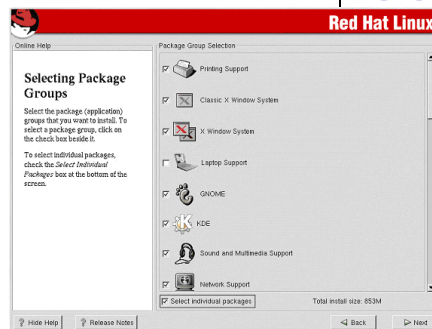 Red Hat Linux
Online Help
Package Group Selection
Selecting Package
Groups
Select the package (application)
groups that you want to install. To
select a package group, click on
the check box beside it.
To select individual packages,
check the Select Individual
Packages box at the bottom of the
screen.
Printing Support
Classic X Window System
X Window System
Laptop Support
GNOME
KDE
Sound and Multimedia Support
Network Support
Select individual packages
Total install size: 853M
Hide Help
Release Notes
Back
Next